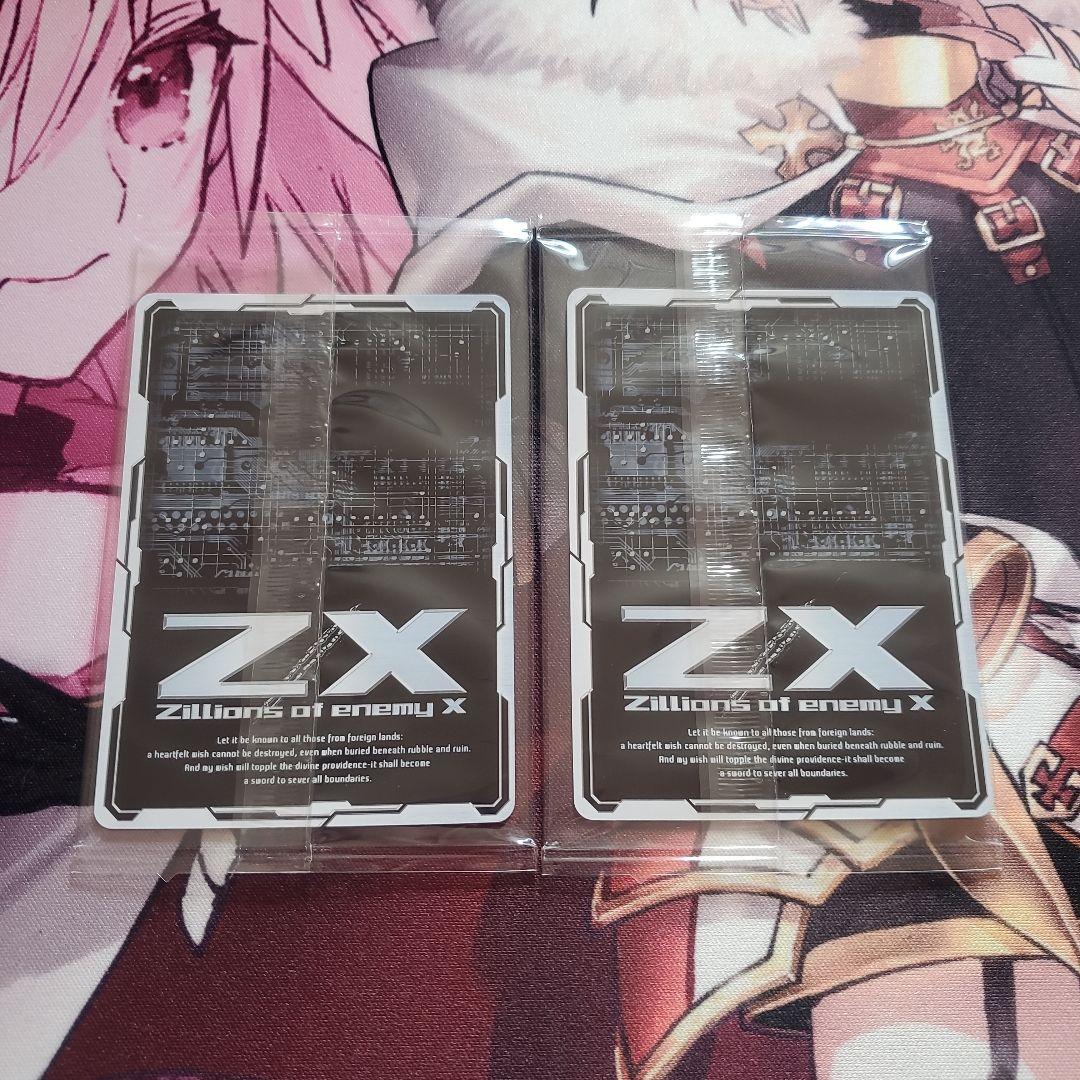 Z/X
Zillions of enemy X
Let it be known to all those from foreign lands:
a heartfelt wish cannot be destroyed, even when buried beneath rubble and ruin.
And my wish will topple the divine providence-it shall become
a sword to sever all boundaries.
Z/X
Zillions of enemy X
Let it be known to all those from foreign lands:
a heartfelt wish cannot be destroyed, even when buried beneath rubble and ruin.
And my wish will topple the divine providence-it shall become
a sword to sever all boundaries.